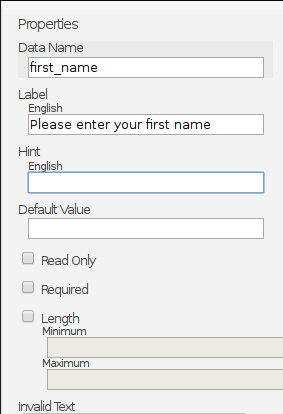 Properties
Data Name
first_name
Label
English
Please enter your first name
Hint
English
Default Value
Read Only
Required
Length
Minimum
Maximum
Invalid Text